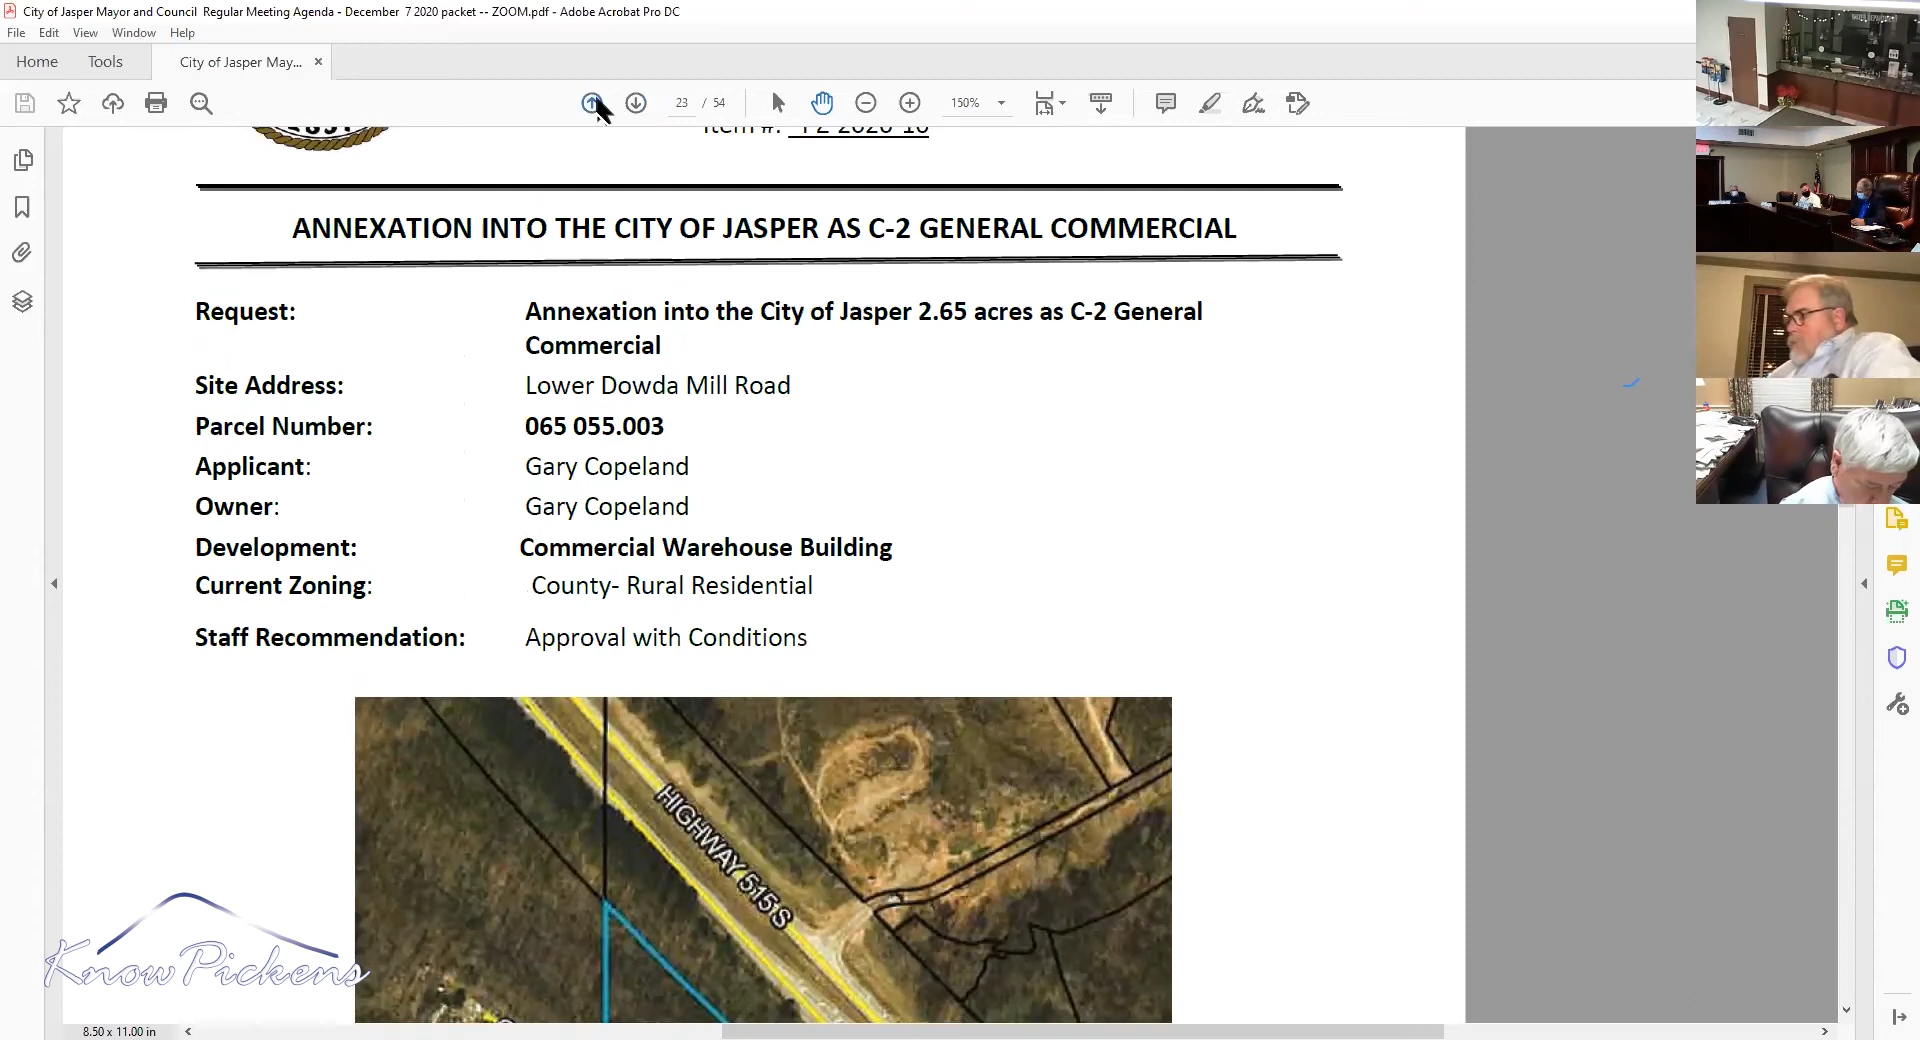 City of Jasper Mayor and Council Regular Meeting Agenda - December 7 2020 packet -- ZOOM.pdf - Adobe Acrobat Pro DC
File Edit View Window Help
Home Tools City of Jasper May... ×
23 / 54 150%
Item #:
ANNEXATION INTO THE CITY OF JASPER AS C-2 GENERAL COMMERCIAL
Request: Annexation into the City of Jasper 2.65 acres as C-2 General
Commercial
Site Address: Lower Dowda Mill Road
Parcel Number: 065 055.003
Applicant: Gary Copeland
Owner: Gary Copeland
Development: Commercial Warehouse Building
Current Zoning: County- Rural Residential
Staff Recommendation: Approval with Conditions
HIGHWAY 515 S
KnowPickens
8.50 x 11.00 in